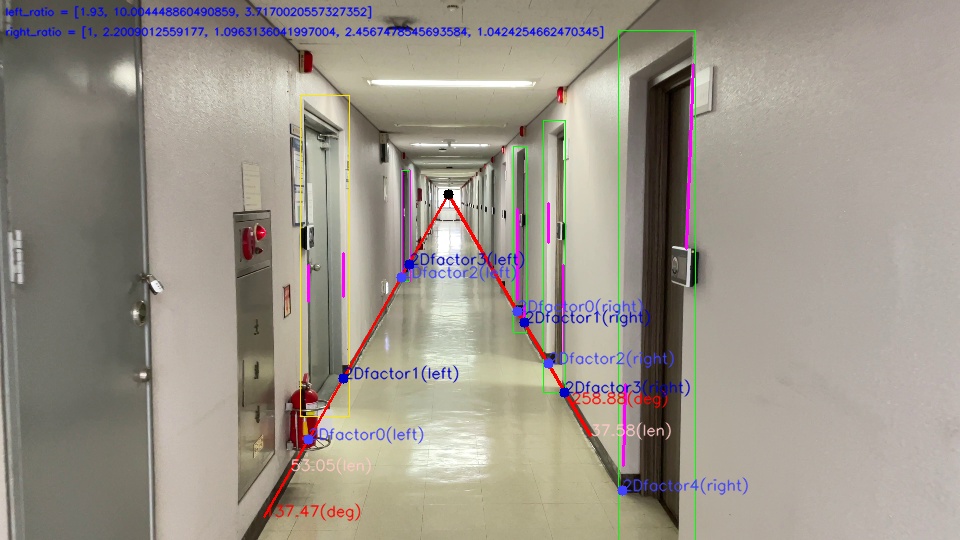 left_ratio = [1.93, 10.004448860490859, 3.7170020557327352]
right_ratio = [1, 2.2009012559177, 1.0963136041997004, 2.4567478545693584, 1.0424254662470345]
2Dfactor3(left)
2Dfactor2(left)
2Dfactor0(right)
2Dfactor1(right)
2Dfactor2(right)
2Dfactor1(left)
2Dfactor3(right)
258.88(deg)
2Dfactor0(left)
37.58(len)
53.05(len)
2Dfactor4(right)
137.47(deg)